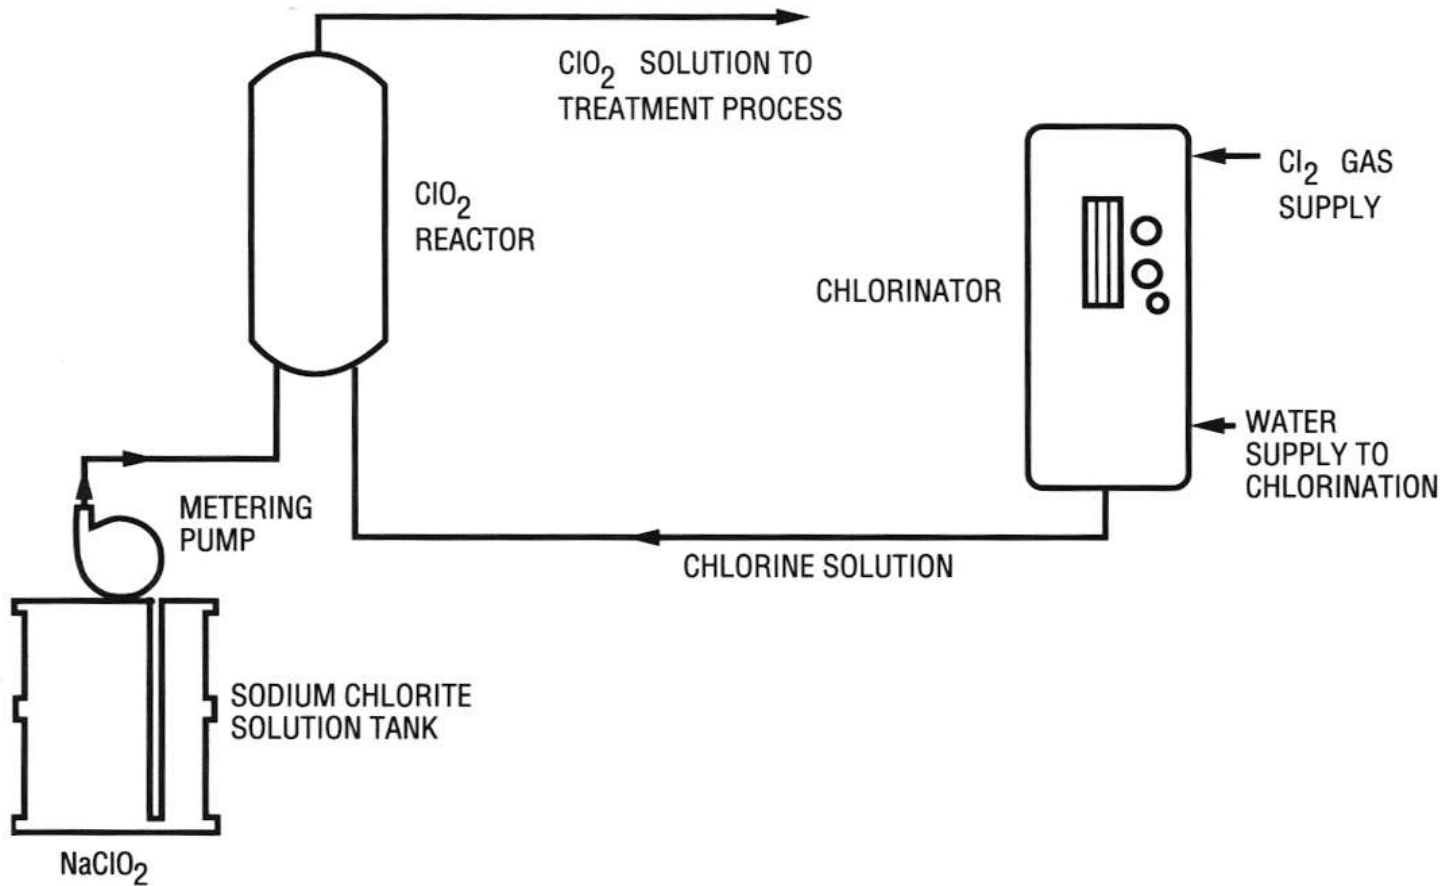 ClO2 SOLUTION TO
TREATMENT PROCESS
ClO2
REACTOR
Cl2 GAS
SUPPLY
CHLORINATOR
WATER
SUPPLY TO
CHLORINATION
METERING
PUMP
CHLORINE SOLUTION
SODIUM CHLORITE
SOLUTION TANK
NaClO2